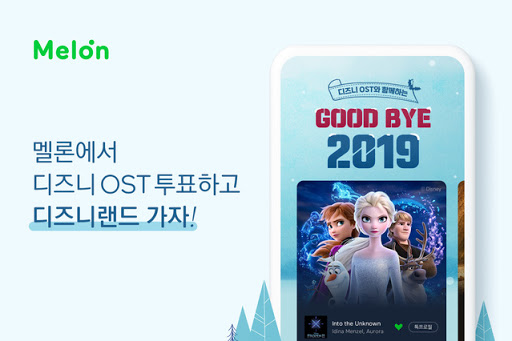 Melon
멜론에서
디즈니 OST 투표하고
디즈니랜드 가자!
디즈니 OST와 함께하는
GOOD BYE
2019
© Disney
Into the Unknown
Idina Menzel, Aurora